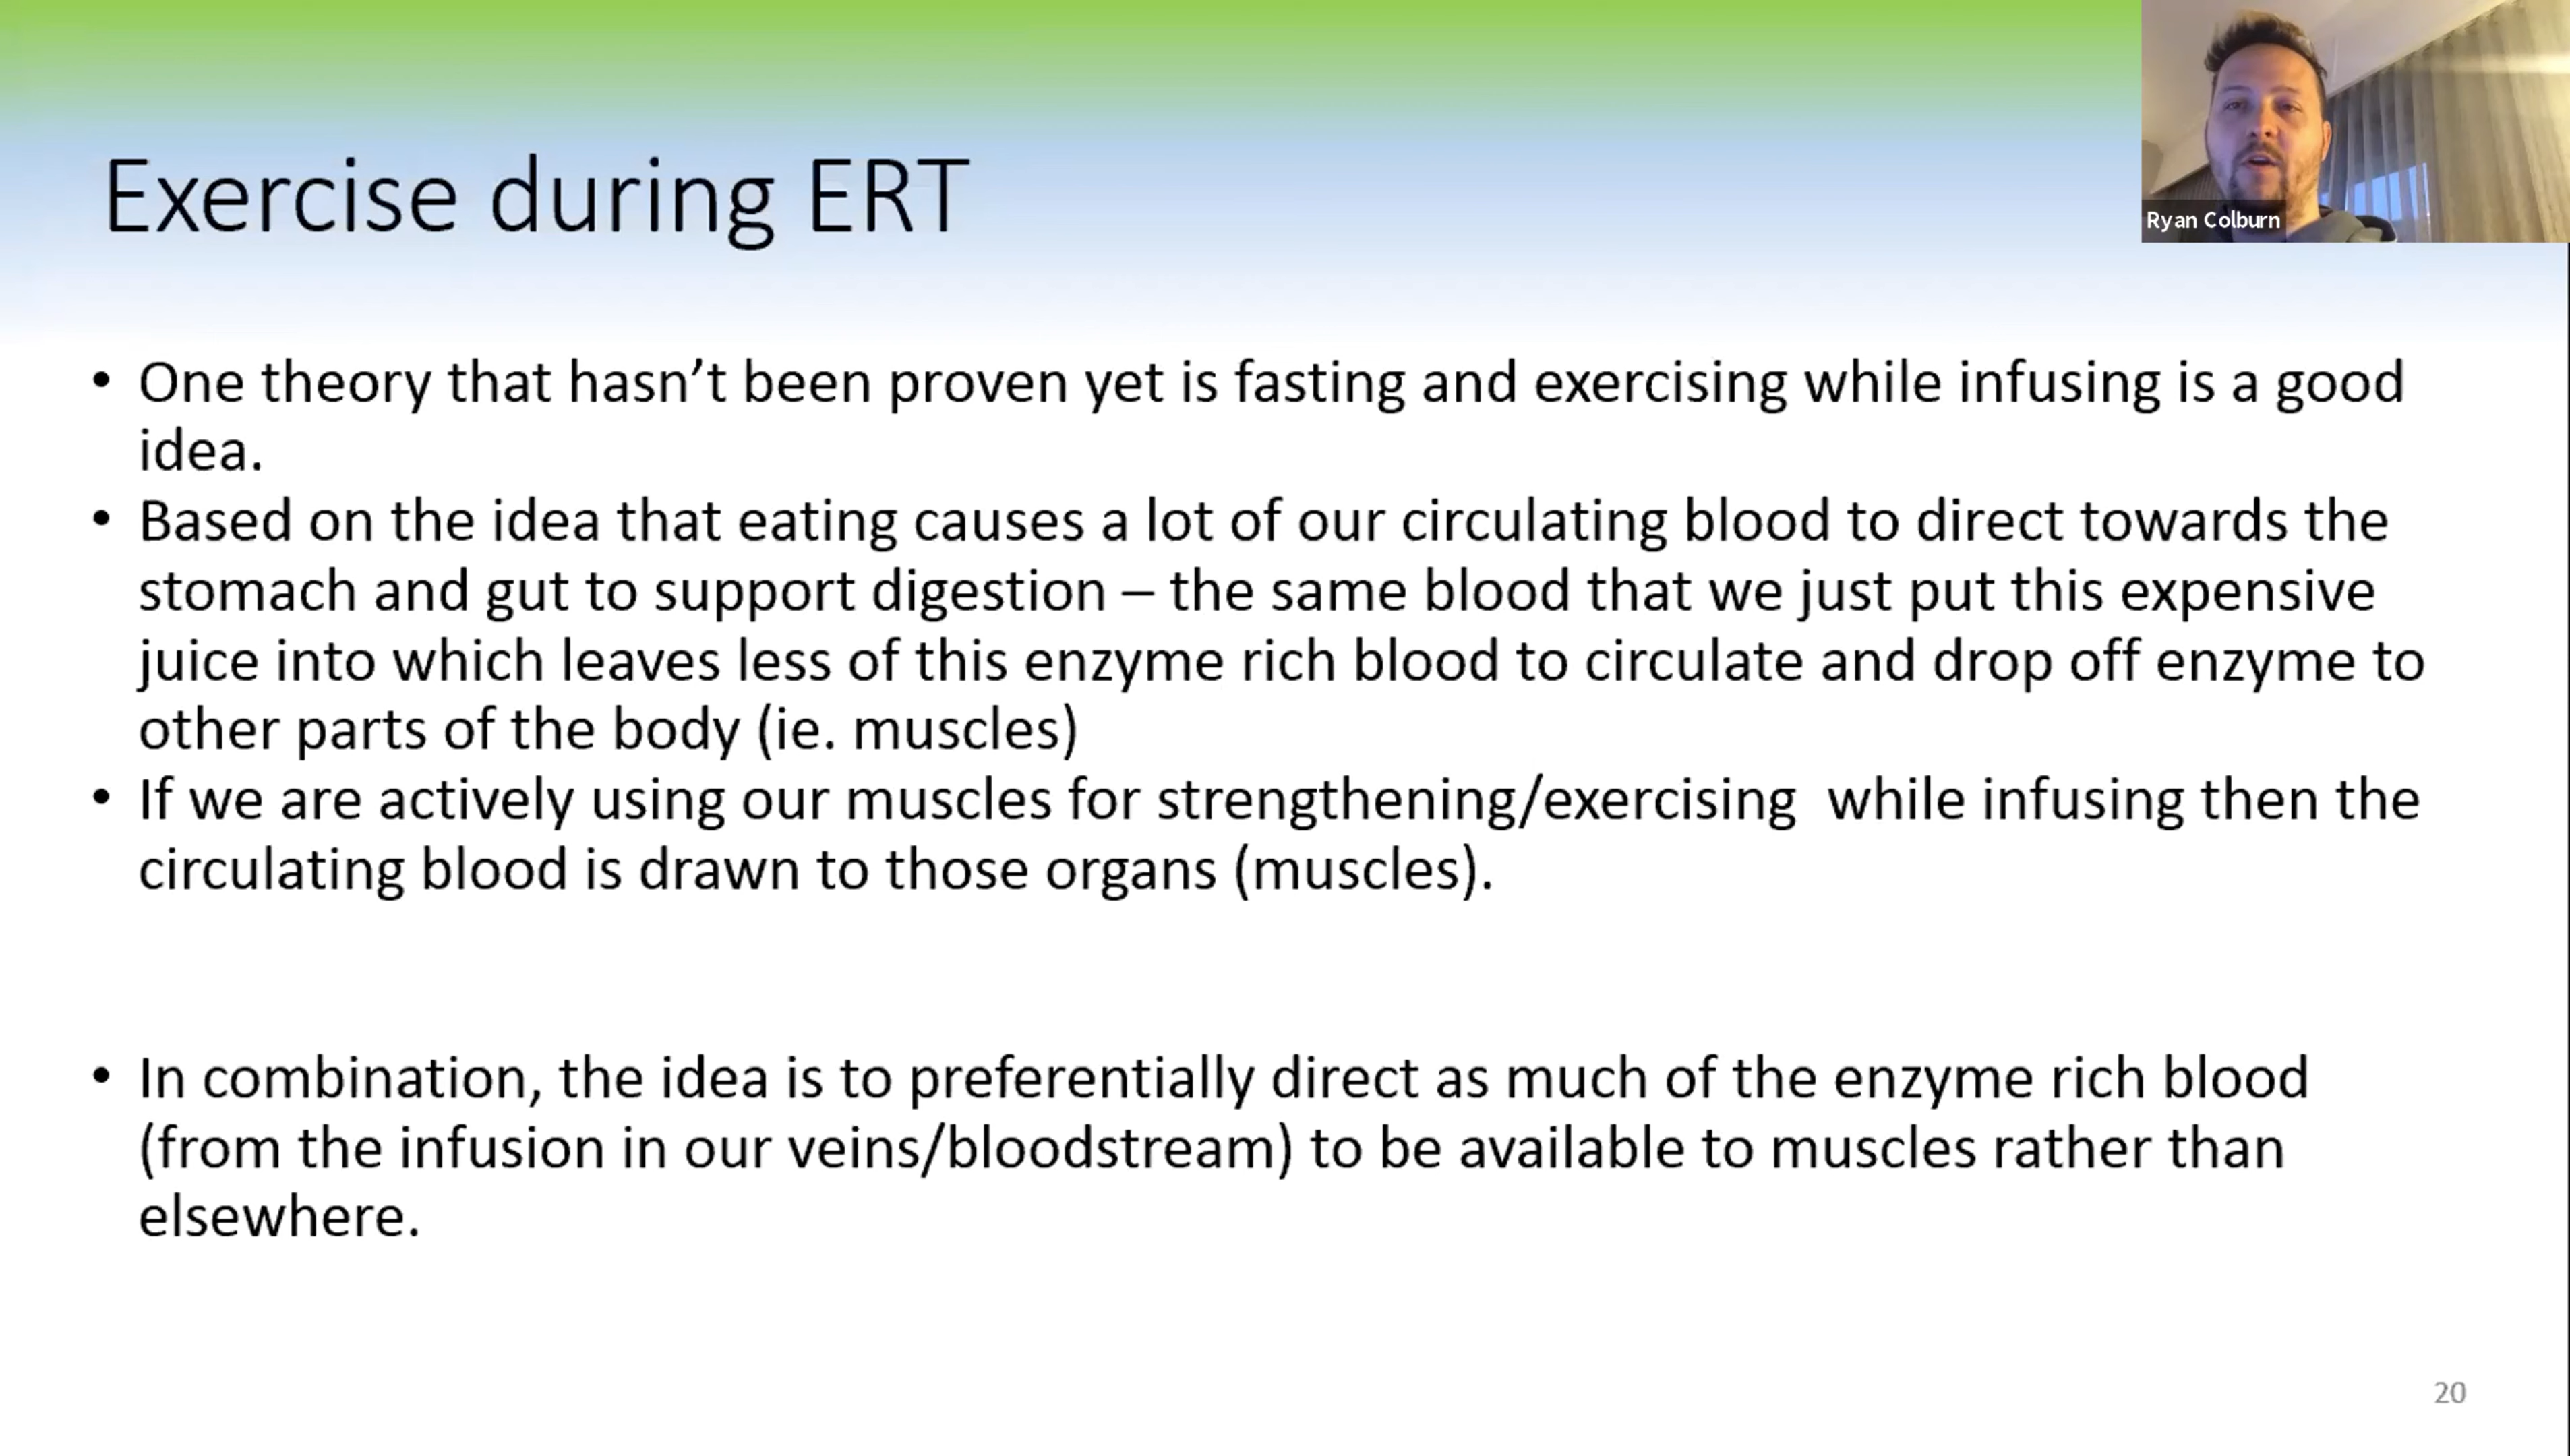 Exercise during ERT
Ryan Colburn
• One theory that hasn’t been proven yet is fasting and exercising while infusing is a good
idea.
• Based on the idea that eating causes a lot of our circulating blood to direct towards the
stomach and gut to support digestion – the same blood that we just put this expensive
juice into which leaves less of this enzyme rich blood to circulate and drop off enzyme to
other parts of the body (ie. muscles)
• If we are actively using our muscles for strengthening/exercising  while infusing then the
circulating blood is drawn to those organs (muscles).
• In combination, the idea is to preferentially direct as much of the enzyme rich blood
(from the infusion in our veins/bloodstream) to be available to muscles rather than
elsewhere.
20